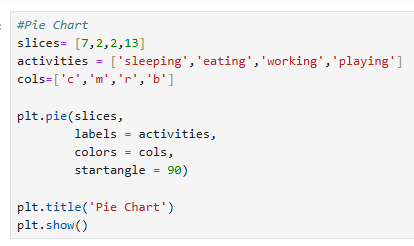 #Pie Chart
slices= [7,2,2,13]
activities = ['sleeping','eating','working','playing']
cols=['c','m','r','b']
plt.pie(slices,
labels = activities,
colors = cols,
startangle = 90)
plt.title('Pie Chart')
plt.show()